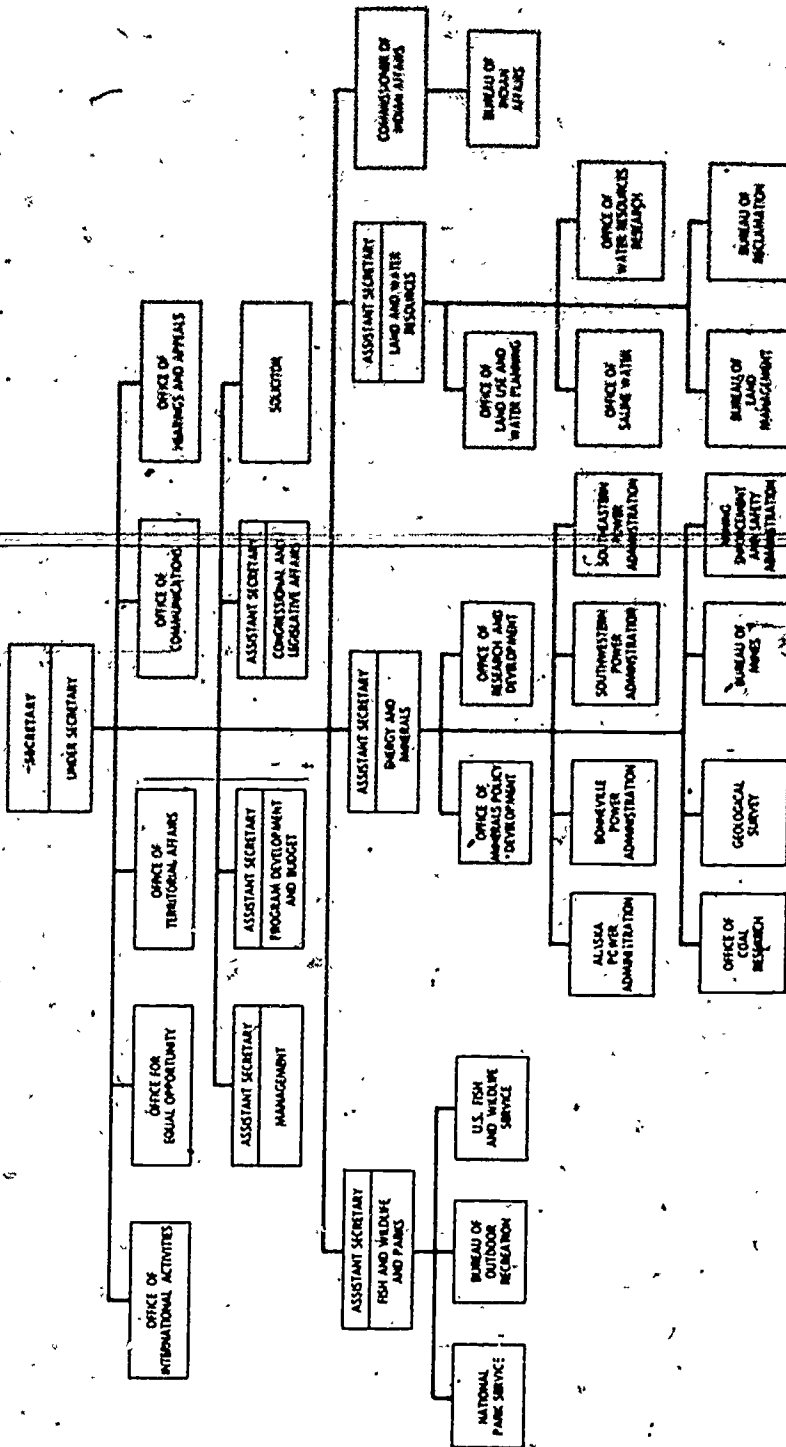 SECRETARY
UNDER SECRETARY
OFFICE OF
INTERNATIONAL ACTIVITIES
OFFICE FOR
EQUAL OPPORTUNITY
OFFICE OF
TERRITORIAL AFFAIRS
OFFICE OF
COMMUNICATIONS
OFFICE OF
HEARINGS AND APPEALS
ASSISTANT SECRETARY
MANAGEMENT
ASSISTANT SECRETARY
PROGRAM DEVELOPMENT
AND BUDGET
ASSISTANT SECRETARY
CONGRESSIONAL AND
LEGISLATIVE AFFAIRS
SOLICITOR
ASSISTANT SECRETARY
FISH AND WILDLIFE
AND PARKS
ASSISTANT SECRETARY
ENERGY AND
MINERALS
ASSISTANT SECRETARY
LAND AND WATER
RESOURCES
COMMISSIONER OF
INDIAN AFFAIRS
NATIONAL
PARK SERVICE
BUREAU OF
OUTDOOR
RECREATION
U.S. FISH
AND WILDLIFE
SERVICE
OFFICE OF
MINERALS POLICY
DEVELOPMENT
OFFICE OF
RESEARCH AND
DEVELOPMENT
OFFICE OF
LAND USE AND
WATER PLANNING
BUREAU OF
INDIAN
AFFAIRS
ALASKA
POWER
ADMINISTRATION
BONNEVILLE
POWER
ADMINISTRATION
SOUTHWESTERN
POWER
ADMINISTRATION
SOUTHEASTERN
POWER
ADMINISTRATION
OFFICE OF
SALINE WATER
OFFICE OF
WATER RESOURCES
RESEARCH
OFFICE OF
COAL
RESEARCH
GEOLOGICAL
SURVEY
BUREAU OF
MINES
MINING
ENFORCEMENT
AND SAFETY
ADMINISTRATION
BUREAU OF
LAND
MANAGEMENT
BUREAU OF
RECLAMATION